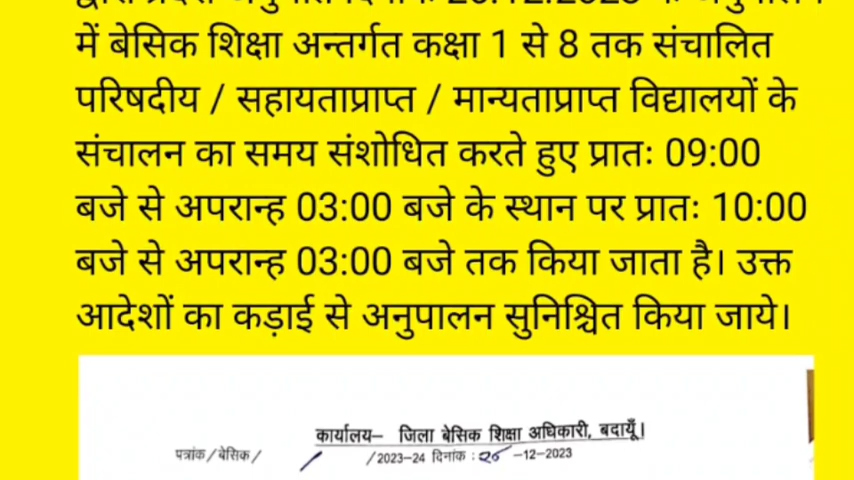 में बेसिक शिक्षा अन्तर्गत कक्षा 1 से 8 तक संचालित
परिषदीय / सहायताप्राप्त / मान्यताप्राप्त विद्यालयों के
संचालन का समय संशोधित करते हुए प्रातः 09:00
बजे से अपरान्ह 03:00 बजे के स्थान पर प्रातः 10:00
बजे से अपरान्ह 03:00 बजे तक किया जाता है। उक्त
आदेशों का कड़ाई से अनुपालन सुनिश्चित किया जाये।
कार्यालय– जिला बेसिक शिक्षा अधिकारी, बदायूँ।
पत्रांक/बेसिक/ /2023-24 दिनांक : -12-2023